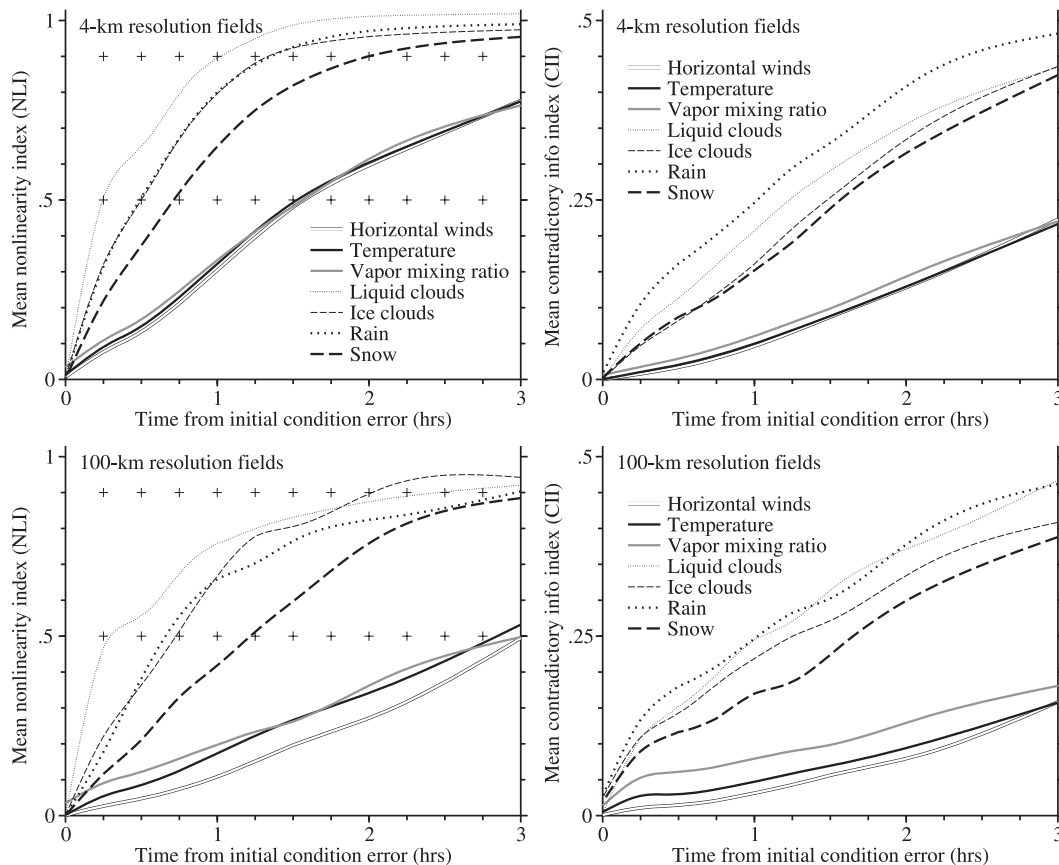 4-km resolution fields
Mean nonlinearity index (NLI)
1
.5
0
Horizontal winds
Temperature
Vapor mixing ratio
Liquid clouds
Ice clouds
Rain
Snow
0 1 2 3
Time from initial condition error (hrs)
4-km resolution fields
Mean contradictory info index (CII)
.5
.25
0
Horizontal winds
Temperature
Vapor mixing ratio
Liquid clouds
Ice clouds
Rain
Snow
0 1 2 3
Time from initial condition error (hrs)
100-km resolution fields
Mean nonlinearity index (NLI)
1
.5
0
0 1 2 3
Time from initial condition error (hrs)
100-km resolution fields
Mean contradictory info index (CII)
.5
.25
0
Horizontal winds
Temperature
Vapor mixing ratio
Liquid clouds
Ice clouds
Rain
Snow
0 1 2 3
Time from initial condition error (hrs)